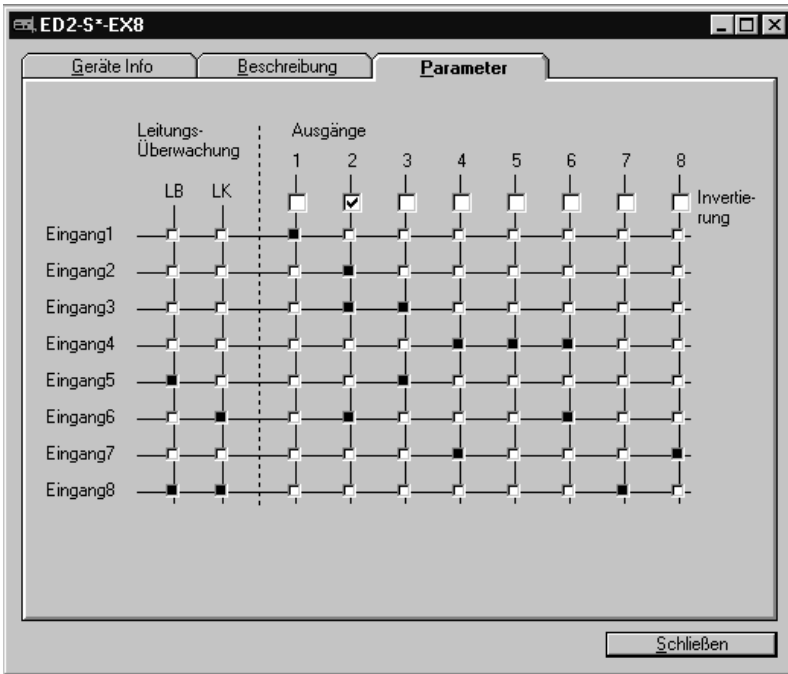 ED2-S*-EX8
Geräte Info Beschreibung Parameter
Leitungs-
Überwachung
Ausgänge
1 2 3 4 5 6 7 8
LB LK
Invertie-
rung
Eingang1
Eingang2
Eingang3
Eingang4
Eingang5
Eingang6
Eingang7
Eingang8
Schließen